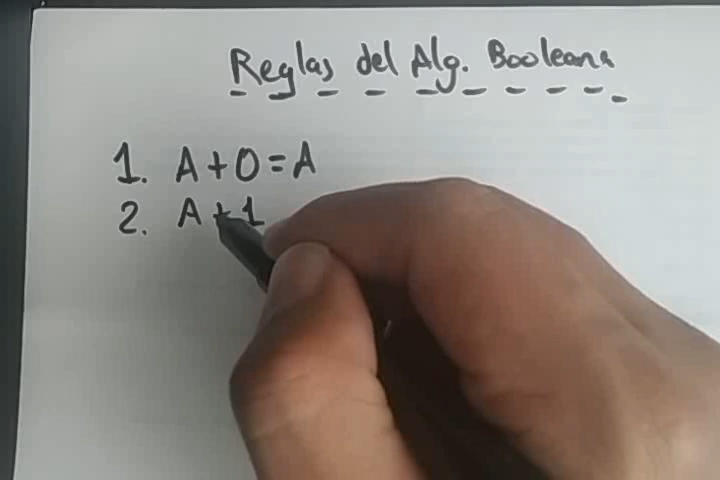 Reglas del Alg. Booleana
1. A+0=A
2. A+1